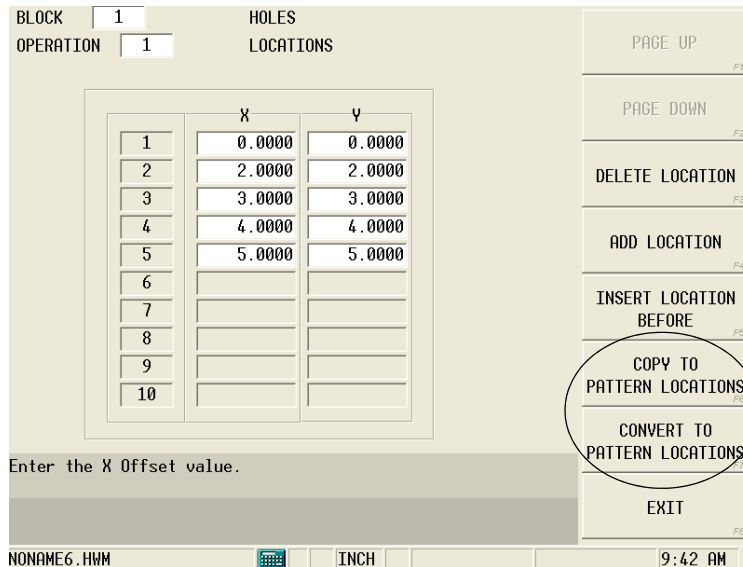 BLOCK 1 HOLES
OPERATION 1 LOCATIONS
X Y
1 0.0000 0.0000
2 2.0000 2.0000
3 3.0000 3.0000
4 4.0000 4.0000
5 5.0000 5.0000
6
7
8
9
10
Enter the X Offset value.
PAGE UP
F1
PAGE DOWN
F2
DELETE LOCATION
F3
ADD LOCATION
F4
INSERT LOCATION
BEFORE
F5
COPY TO
PATTERN LOCATIONS
F6
CONVERT TO
PATTERN LOCATIONS
F7
EXIT
F8
NONAME6.HWM INCH 9:42 AM